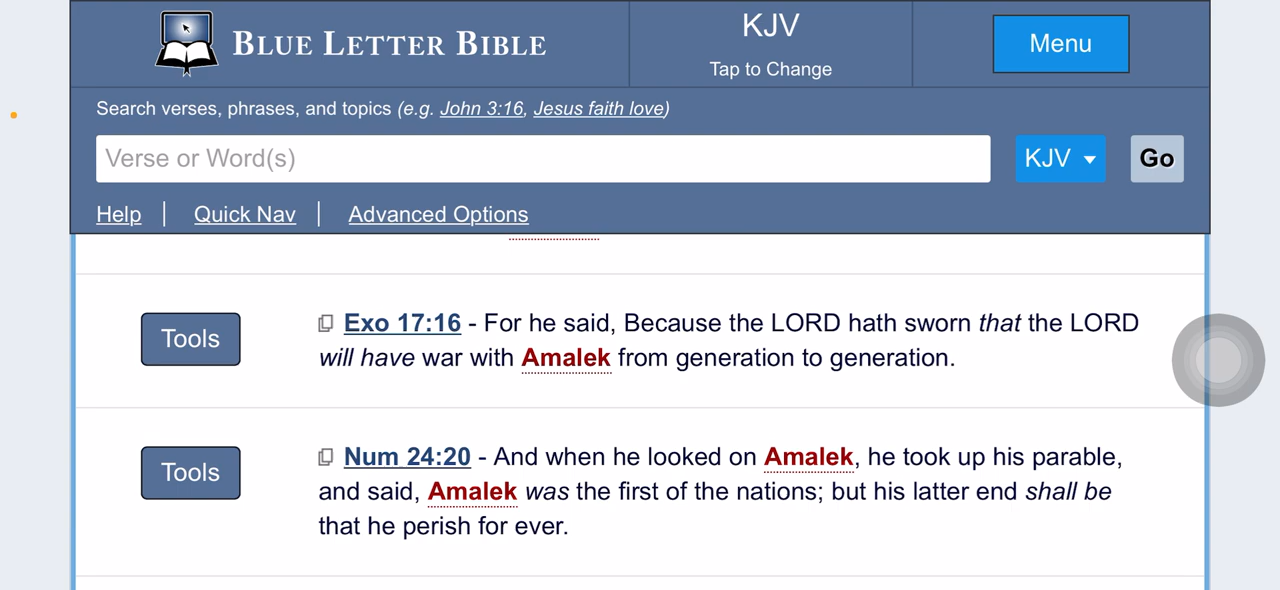 BLUE LETTER BIBLE
KJV
Tap to Change
Menu
Search verses, phrases, and topics (e.g. John 3:16, Jesus faith love)
Verse or Word(s)
KJV
Go
Help | Quick Nav | Advanced Options
Tools
Exo 17:16 - For he said, Because the LORD hath sworn that the LORD
will have war with Amalek from generation to generation.
Tools
Num 24:20 - And when he looked on Amalek, he took up his parable,
and said, Amalek was the first of the nations; but his latter end shall be
that he perish for ever.